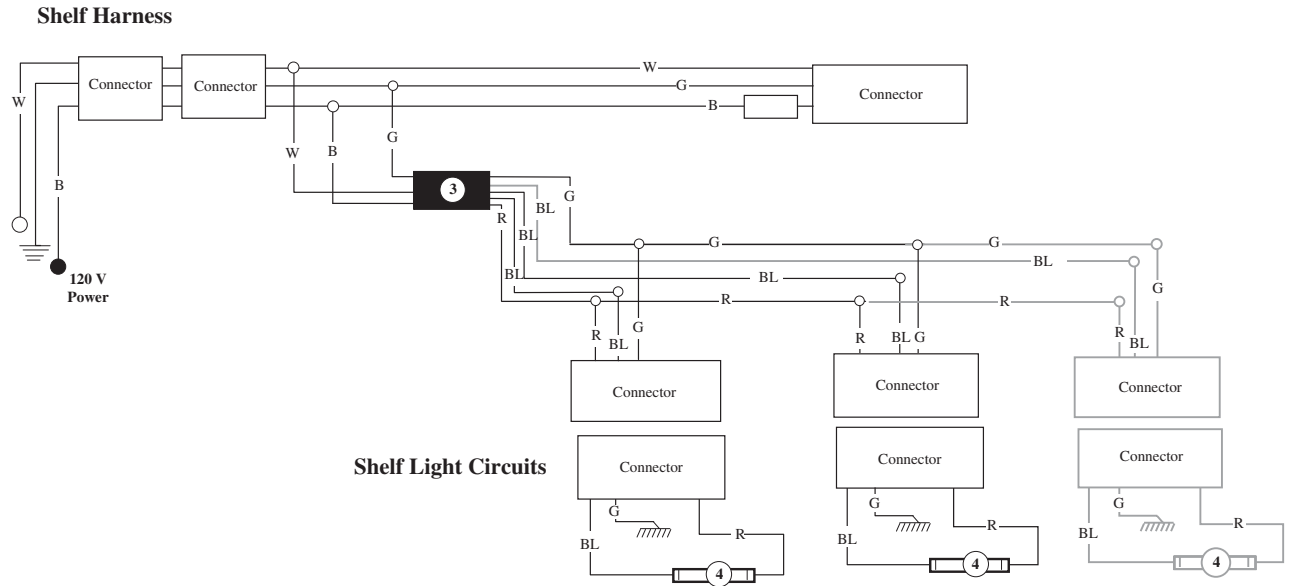 Shelf Harness
Connector
Connector
W
G
B
Connector
W
B
W
B
G
3
120 V
Power
R
BL
BL
BL
G
G
G
BL
BL
R
R
R
BL
G
R
BL
G
R
BL
G
Connector
Connector
Connector
Shelf Light Circuits
Connector
Connector
Connector
G
BL
R
4
G
BL
R
4
G
BL
R
4